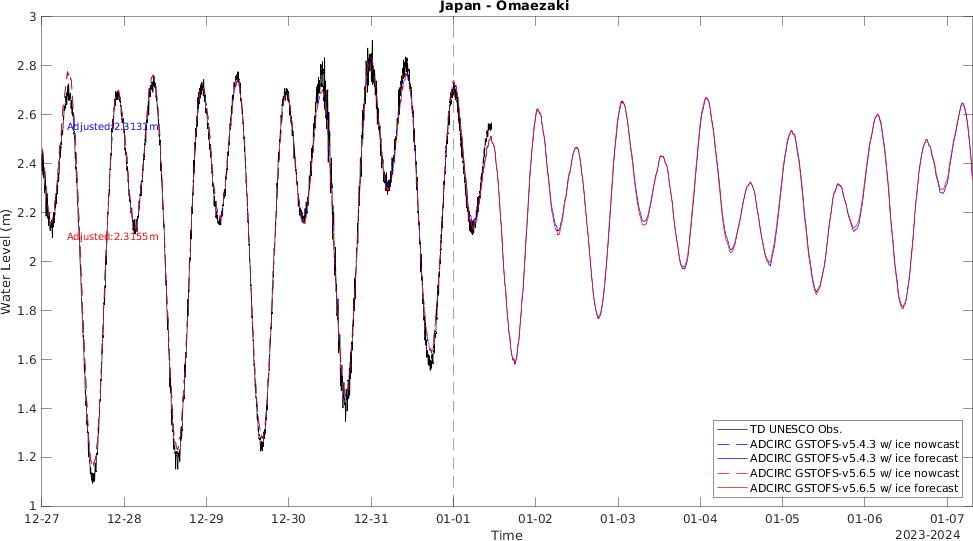 Japan - Omaezaki
3
2.8
2.6
2.4
2.2
2
1.8
1.6
1.4
1.2
1
Water Level (m)
Adjusted:2.3131m
Adjusted:2.3155m
TD UNESCO Obs.
ADCIRC GSTOFS-v5.4.3 w/ ice nowcast
ADCIRC GSTOFS-v5.4.3 w/ ice forecast
ADCIRC GSTOFS-v5.6.5 w/ ice nowcast
ADCIRC GSTOFS-v5.6.5 w/ ice forecast
12-27 12-28 12-29 12-30 12-31 01-01 01-02 01-03 01-04 01-05 01-06 01-07
Time
2023-2024